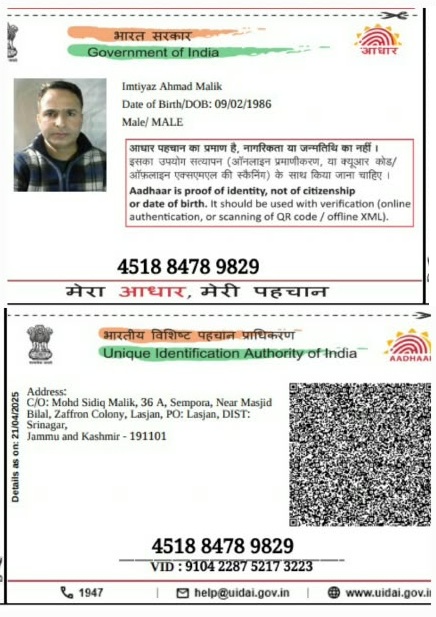 भारत सरकार
Government of India
आधार
Imtiyaz Ahmad Malik
Date of Birth/DOB: 09/02/1986
Male/ MALE
आधार पहचान का प्रमाण है, नागरिकता या जन्मतिथि का नहीं ।
इसका उपयोग सत्यापन (ऑनलाइन प्रमाणीकरण, या क्यूआर कोड/
ऑफ़लाइन एक्सएमएल की स्कैनिंग) के साथ किया जाना चाहिए ।
Aadhaar is proof of identity, not of citizenship
or date of birth. It should be used with verification (online
authentication, or scanning of QR code / offline XML).
4518 8478 9829
मेरा आधार, मेरी पहचान
भारतीय विशिष्ट पहचान प्राधिकरण
Unique Identification Authority of India
AADHAA
Details as on: 21/04/2025
Address:
C/O: Mohd Sidiq Malik, 36 A, Sempora, Near Masjid
Bilal, Zaffron Colony, Lasjan, PO: Lasjan, DIST:
Srinagar,
Jammu and Kashmir - 191101
4518 8478 9829
VID : 9104 2287 5217 3223
1947 | help@uidai.gov.in | www.uidai.gov.i